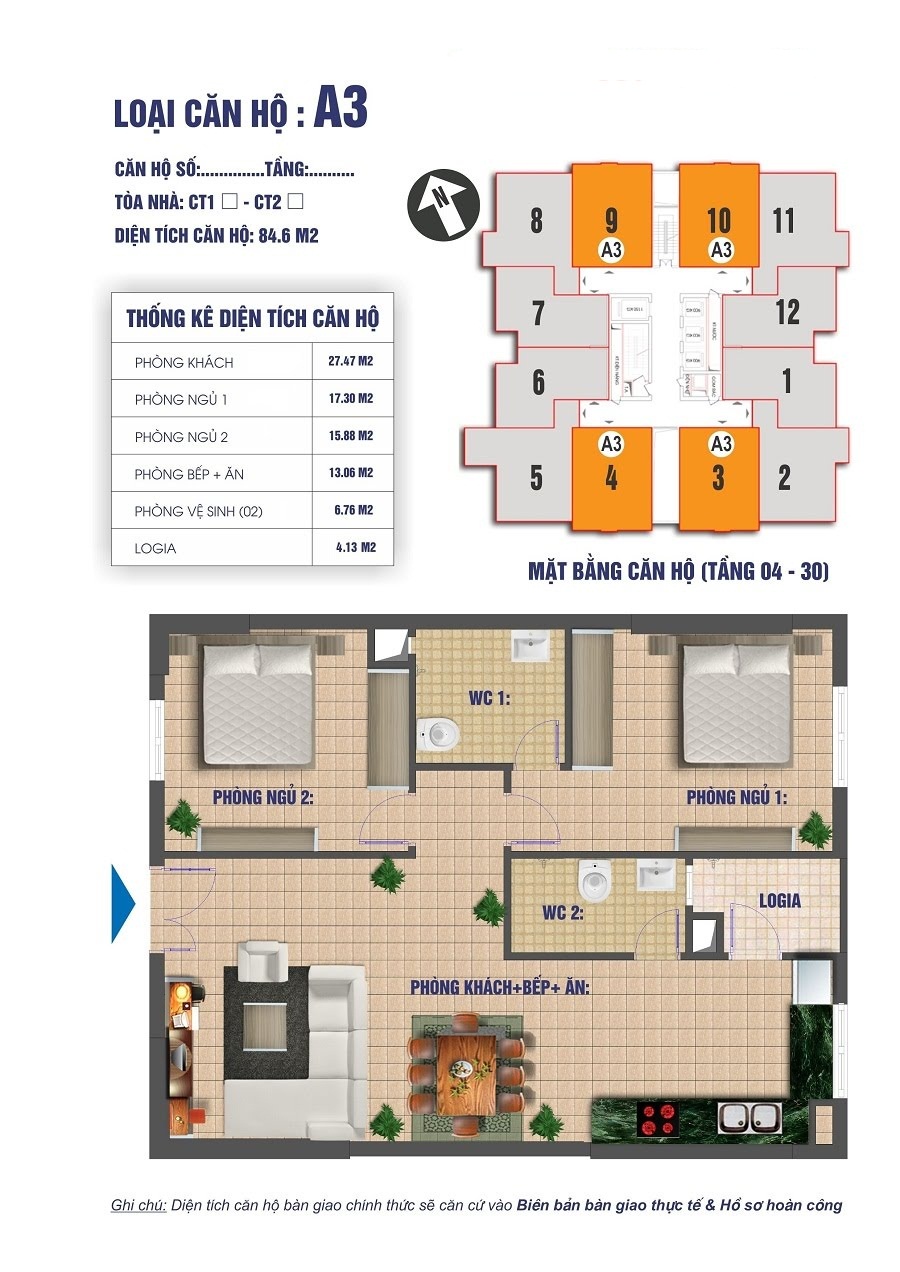 LOẠI CĂN HỘ : A3
CĂN HỘ SỐ:..............TẦNG:..........
TÒA NHÀ: CT1 □ - CT2 □
DIỆN TÍCH CĂN HỘ: 84.6 M2
N
THỐNG KÊ DIỆN TÍCH CĂN HỘ
PHÒNG KHÁCH 27.47 M2
PHÒNG NGỦ 1 17.30 M2
PHÒNG NGỦ 2 15.88 M2
PHÒNG BẾP + ĂN 13.06 M2
PHÒNG VỆ SINH (02) 6.76 M2
LOGIA 4.13 M2
8 9 10 11
A3 A3
7 12
6 1
A3 A3
5 4 3 2
MẶT BẰNG CĂN HỘ (TẦNG 04 - 30)
WC 1:
PHÒNG NGỦ 2:
PHÒNG NGỦ 1:
WC 2:
LOGIA
PHÒNG KHÁCH+BẾP+ ĂN:
Ghi chú: Diện tích căn hộ bàn giao chính thức sẽ căn cứ vào Biên bản bàn giao thực tế & Hồ sơ hoàn công